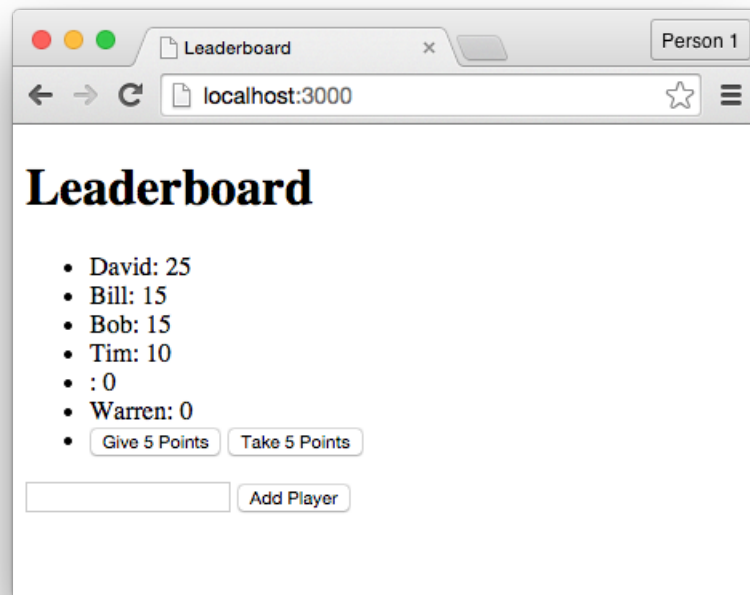 Leaderboard
Person 1
localhost:3000
Leaderboard
David: 25
Bill: 15
Bob: 15
Tim: 10
: 0
Warren: 0
Give 5 Points Take 5 Points
Add Player